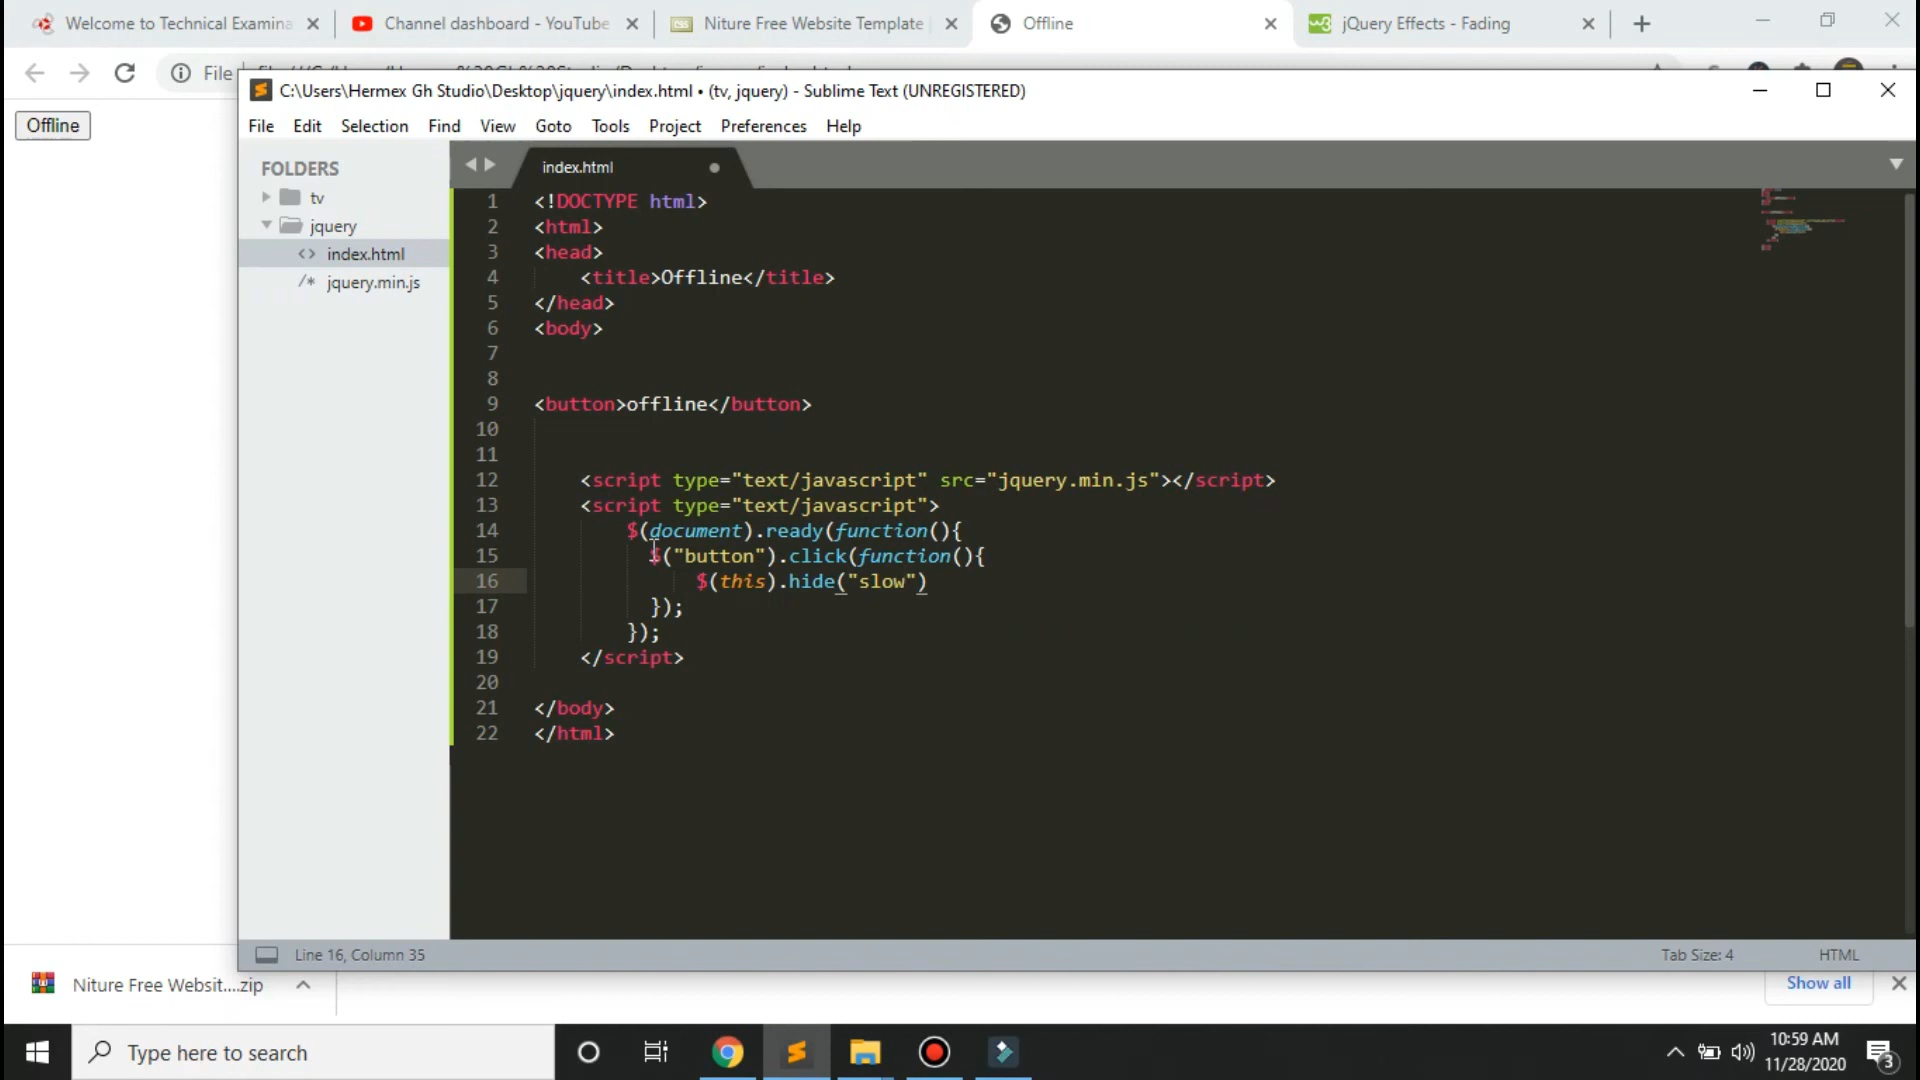 Welcome to Technical Examina
Channel dashboard - YouTube
Niture Free Website Template
Offline
jQuery Effects - Fading
File
Offline
C:\Users\Hermex Gh Studio\Desktop\jquery\index.html • (tv, jquery) - Sublime Text (UNREGISTERED)
File Edit Selection Find View Goto Tools Project Preferences Help
FOLDERS
tv
jquery
<> index.html
/* jquery.min.js
index.html
1 <!DOCTYPE html>
2 <html>
3 <head>
4 <title>Offline</title>
5 </head>
6 <body>
7
8
9 <button>offline</button>
10
11
12 <script type="text/javascript" src="jquery.min.js"></script>
13 <script type="text/javascript">
14 $(document).ready(function(){
15 $("button").click(function(){
16 $(this).hide("slow")
17 });
18 });
19 </script>
20
21 </body>
22 </html>
Line 16, Column 35
Tab Size: 4
HTML
Niture Free Websit....zip
Show all
Type here to search
10:59 AM
11/28/2020
3